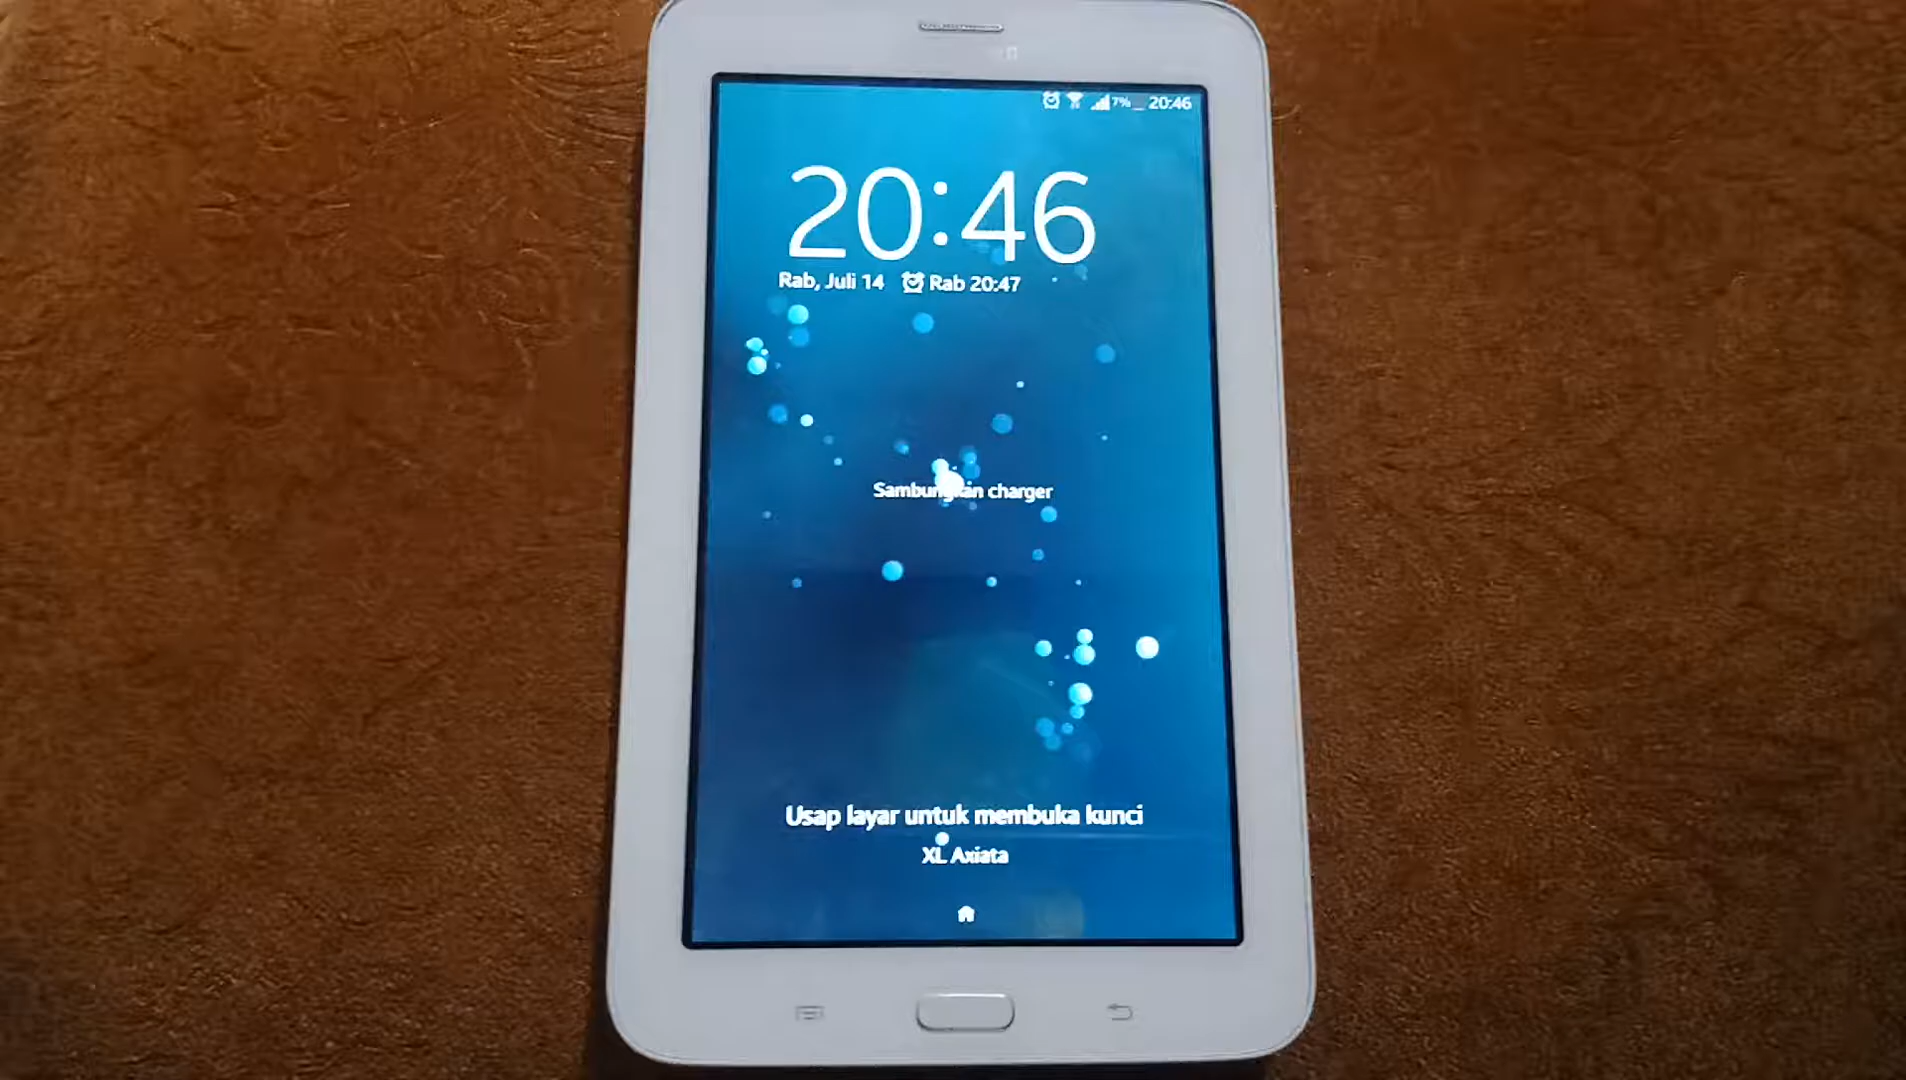 7% 20:46
20:46
Rab, Juli 14 Rab 20:47
Sambungkan charger
Usap layar untuk membuka kunci
XL Axiata